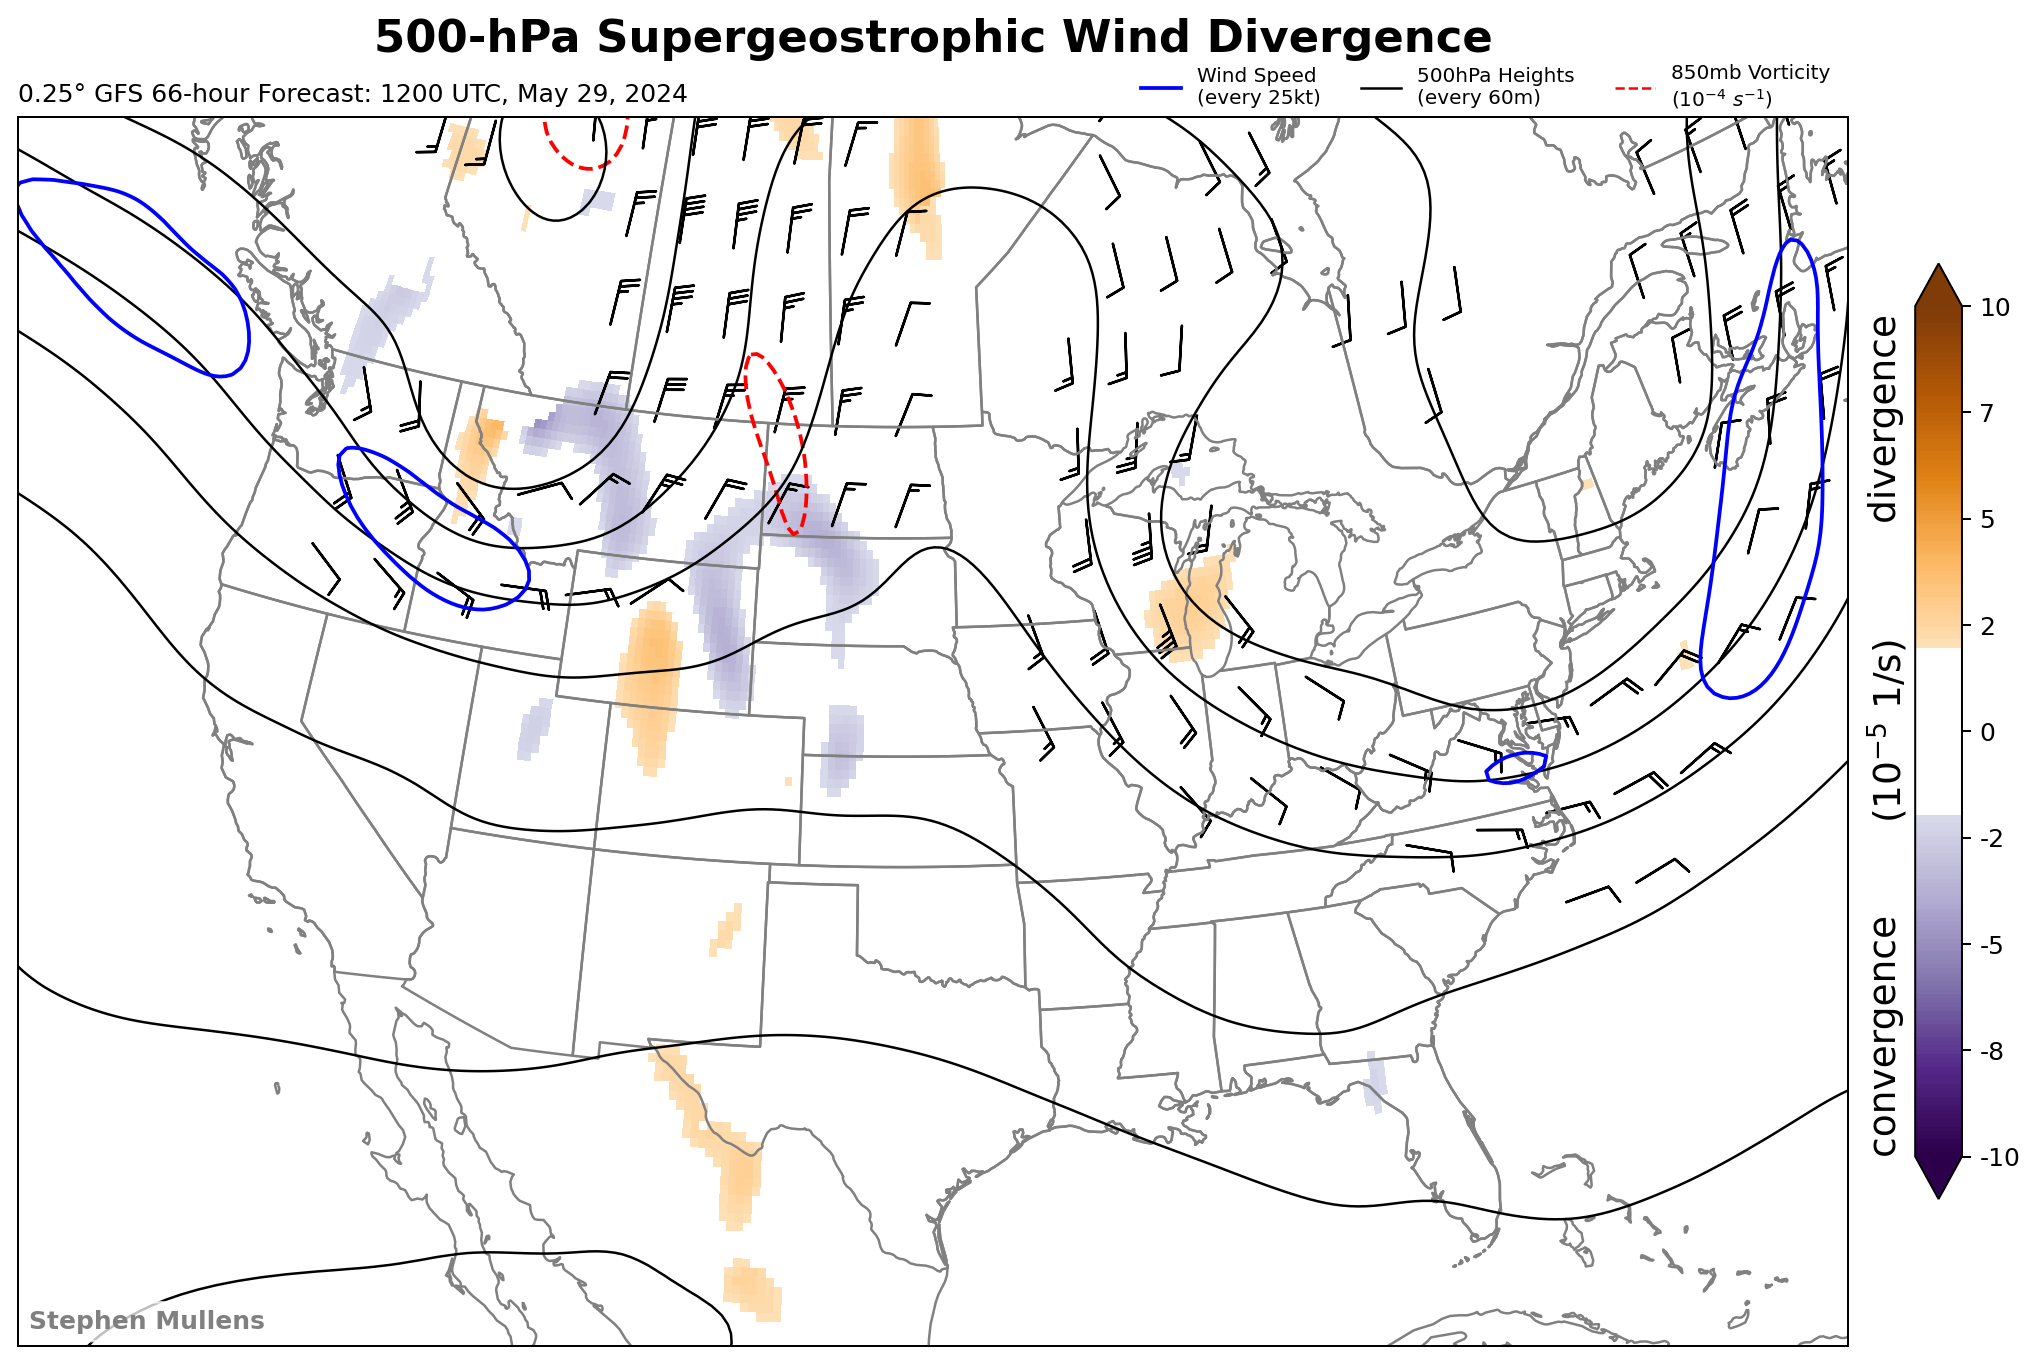 500-hPa Supergeostrophic Wind Divergence
0.25° GFS 66-hour Forecast: 1200 UTC, May 29, 2024
Wind Speed
(every 25kt)
500hPa Heights
(every 60m)
850mb Vorticity
(10⁻⁴ s⁻¹)
10
7
5
2
0
-2
-5
-8
-10
convergence (10⁻⁵ 1/s) divergence
Stephen Mullens